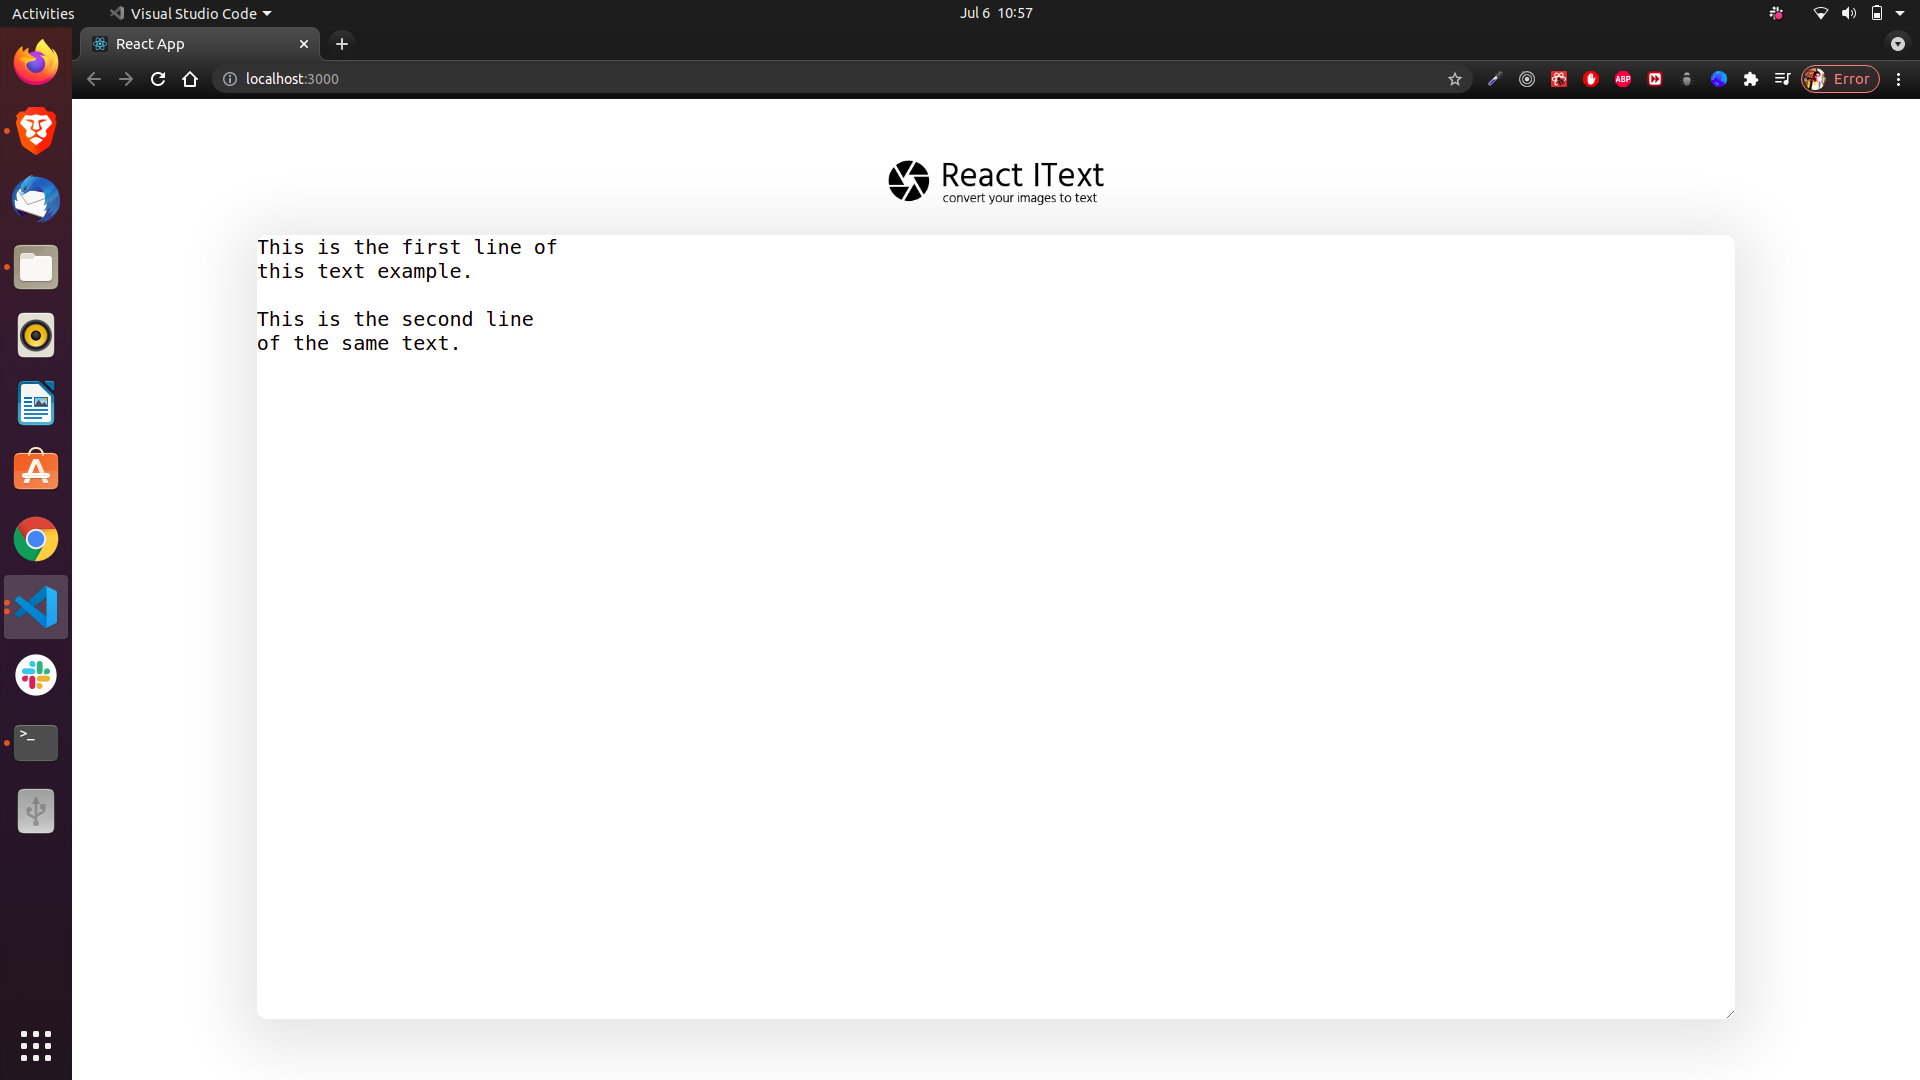 Activities
Visual Studio Code
Jul 6 10:57
React App
localhost:3000
ABP
Error
React IText
convert your images to text
This is the first line of
this text example.

This is the second line
of the same text.
>_